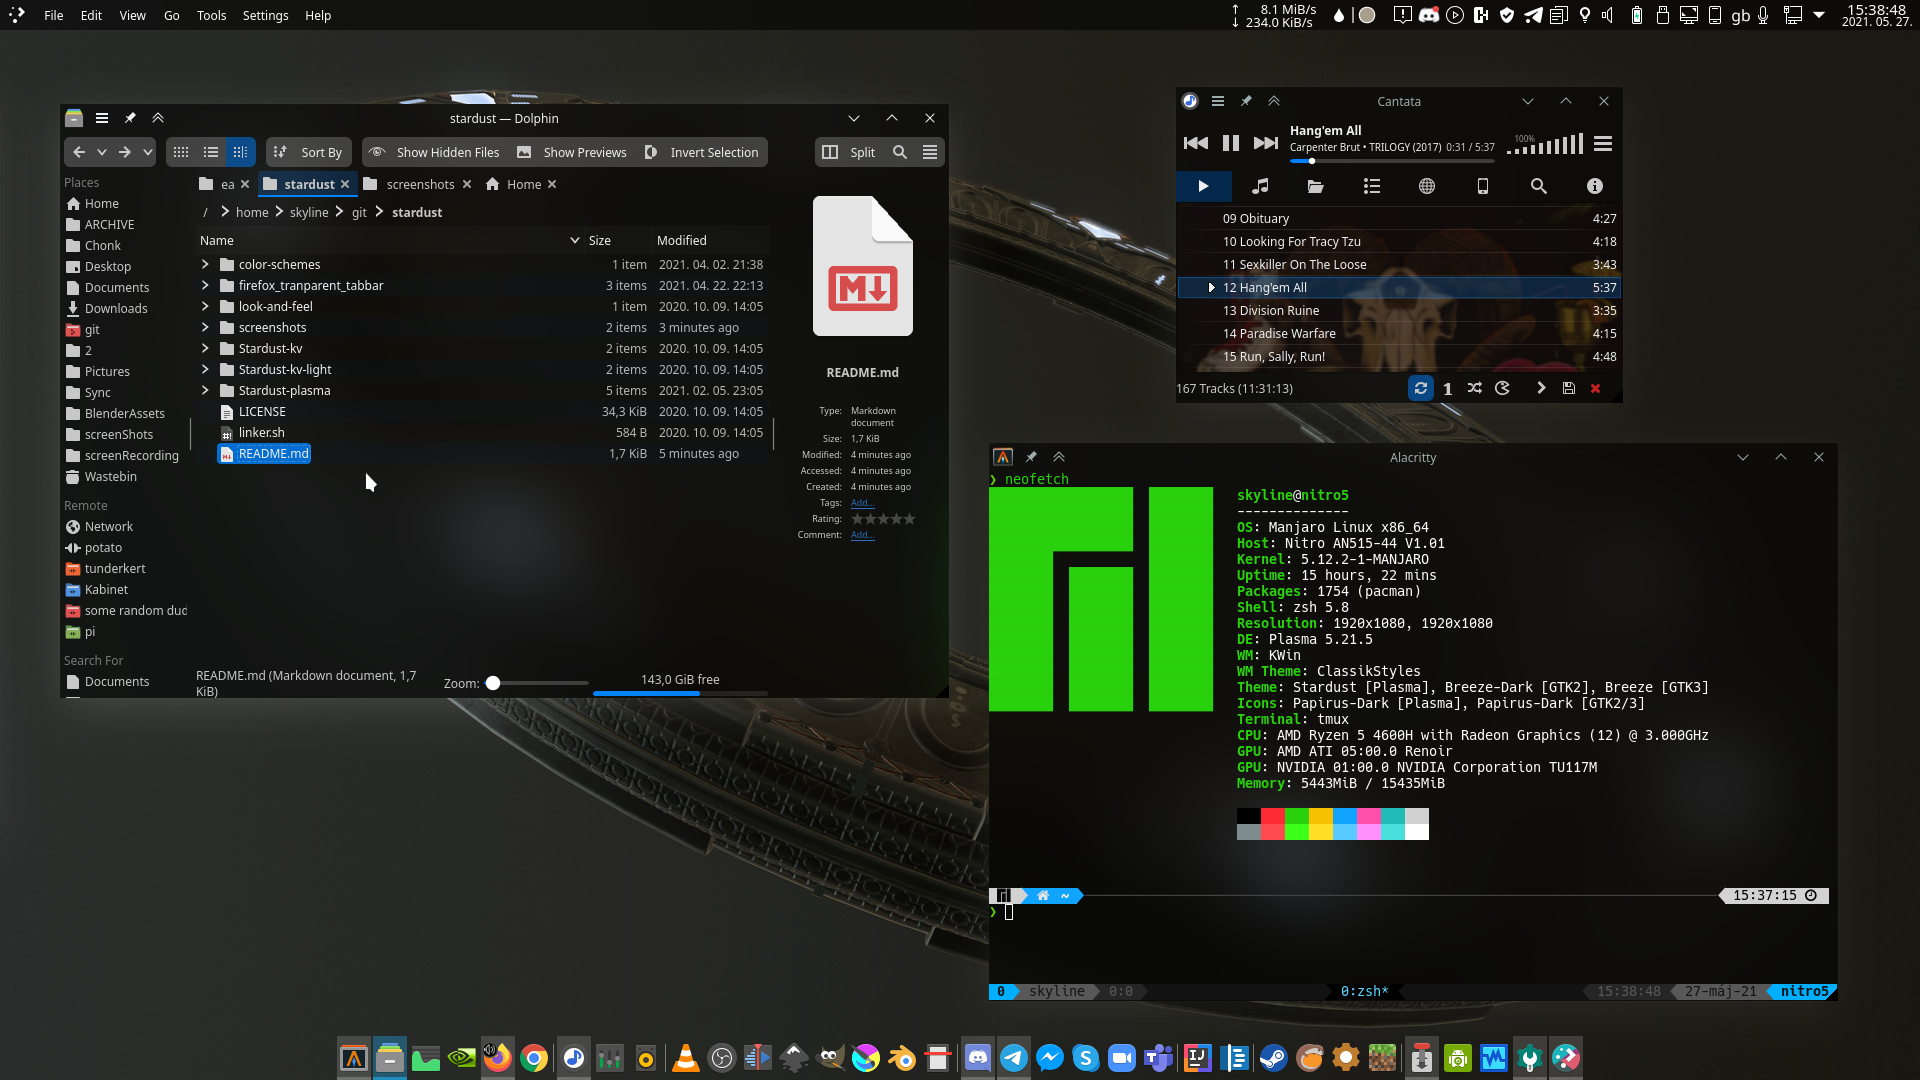 File Edit View Go Tools Settings Help
8.1 MiB/s
234.0 KiB/s
gb
15:38:48
2021. 05. 27.
stardust — Dolphin
Sort By Show Hidden Files Show Previews Invert Selection Split
Places
Home
ARCHIVE
Chonk
Desktop
Documents
Downloads
git
2
Pictures
Sync
BlenderAssets
screenShots
screenRecording
Wastebin
Remote
Network
potato
tunderkert
Kabinet
some random dud
pi
Search For
Documents
ea stardust screenshots Home
/ > home > skyline > git > stardust
Name Size Modified
color-schemes 1 item 2021. 04. 02. 21:38
firefox_tranparent_tabbar 3 items 2021. 04. 22. 22:13
look-and-feel 1 item 2020. 10. 09. 14:05
screenshots 2 items 3 minutes ago
Stardust-kv 2 items 2020. 10. 09. 14:05
Stardust-kv-light 2 items 2020. 10. 09. 14:05
Stardust-plasma 5 items 2021. 02. 05. 23:05
LICENSE 34,3 KiB 2020. 10. 09. 14:05
linker.sh 584 B 2020. 10. 09. 14:05
README.md 1,7 KiB 5 minutes ago
README.md (Markdown document, 1,7
KiB)
Zoom:
143,0 GiB free
M
README.md
Type: Markdown
document
Size: 1,7 KiB
Modified: 4 minutes ago
Accessed: 4 minutes ago
Created: 4 minutes ago
Tags: Add...
Rating:
Comment: Add...
Cantata
Hang'em All
Carpenter Brut • TRILOGY (2017) 0:31 / 5:37
100%
09 Obituary 4:27
10 Looking For Tracy Tzu 4:18
11 Sexkiller On The Loose 3:43
12 Hang'em All 5:37
13 Division Ruine 3:35
14 Paradise Warfare 4:15
15 Run, Sally, Run! 4:48
167 Tracks (11:31:13) 1
Alacritty
❯ neofetch
skyline@nitro5
--------------
OS: Manjaro Linux x86_64
Host: Nitro AN515-44 V1.01
Kernel: 5.12.2-1-MANJARO
Uptime: 15 hours, 22 mins
Packages: 1754 (pacman)
Shell: zsh 5.8
Resolution: 1920x1080, 1920x1080
DE: Plasma 5.21.5
WM: KWin
WM Theme: ClassikStyles
Theme: Stardust [Plasma], Breeze-Dark [GTK2], Breeze [GTK3]
Icons: Papirus-Dark [Plasma], Papirus-Dark [GTK2/3]
Terminal: tmux
CPU: AMD Ryzen 5 4600H with Radeon Graphics (12) @ 3.000GHz
GPU: AMD ATI 05:00.0 Renoir
GPU: NVIDIA 01:00.0 NVIDIA Corporation TU117M
Memory: 5443MiB / 15435MiB
~ 15:37:15
❯
0 skyline 0:0 0:zsh* 15:38:48 27-máj-21 nitro5